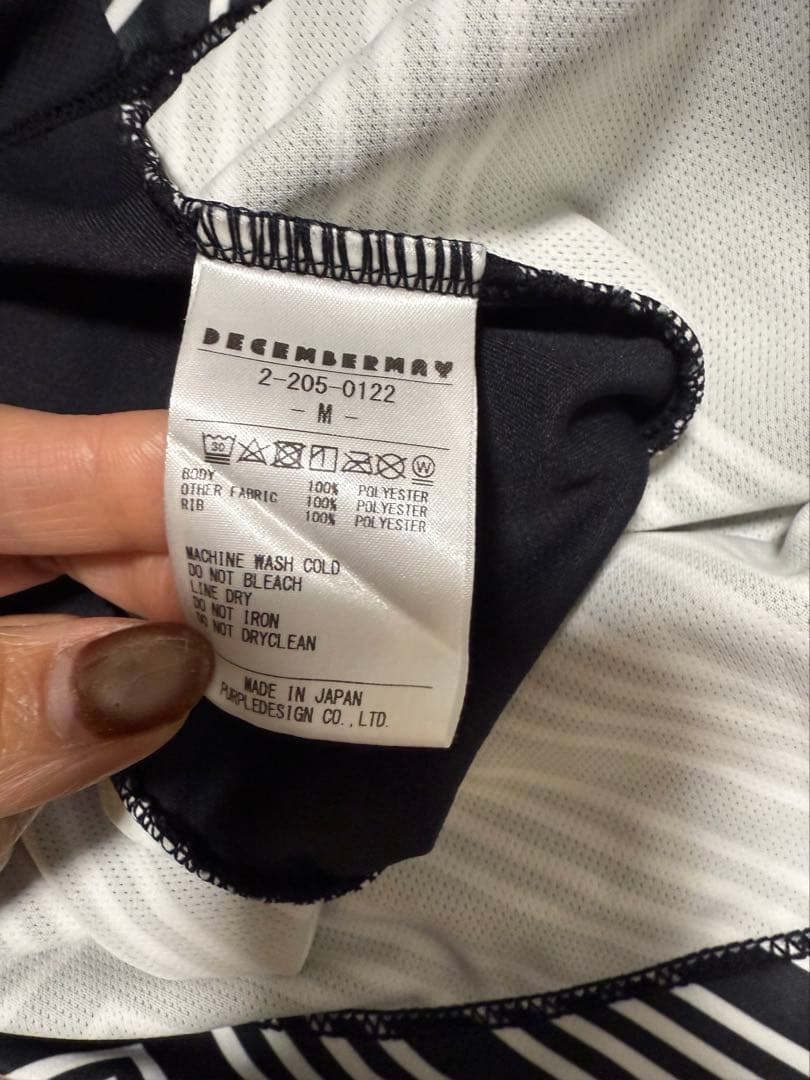 DECEMBERMAY
2-205-0122
- M -
30 W
BODY 100% POLYESTER
OTHER FABRIC 100% POLYESTER
RIB 100% POLYESTER
MACHINE WASH COLD
DO NOT BLEACH
LINE DRY
DO NOT IRON
DO NOT DRYCLEAN
MADE IN JAPAN
PURPLEDESIGN CO.,LTD.